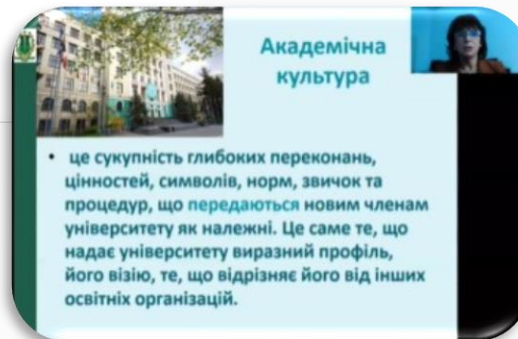 Академічна
культура
• це сукупність глибоких переконань,
цінностей, символів, норм, звичок та
процедур, що передаються новим членам
університету як належні. Це саме те, що
надає університету виразний профіль,
його візію, те, що відрізняє його від інших
освітніх організацій.